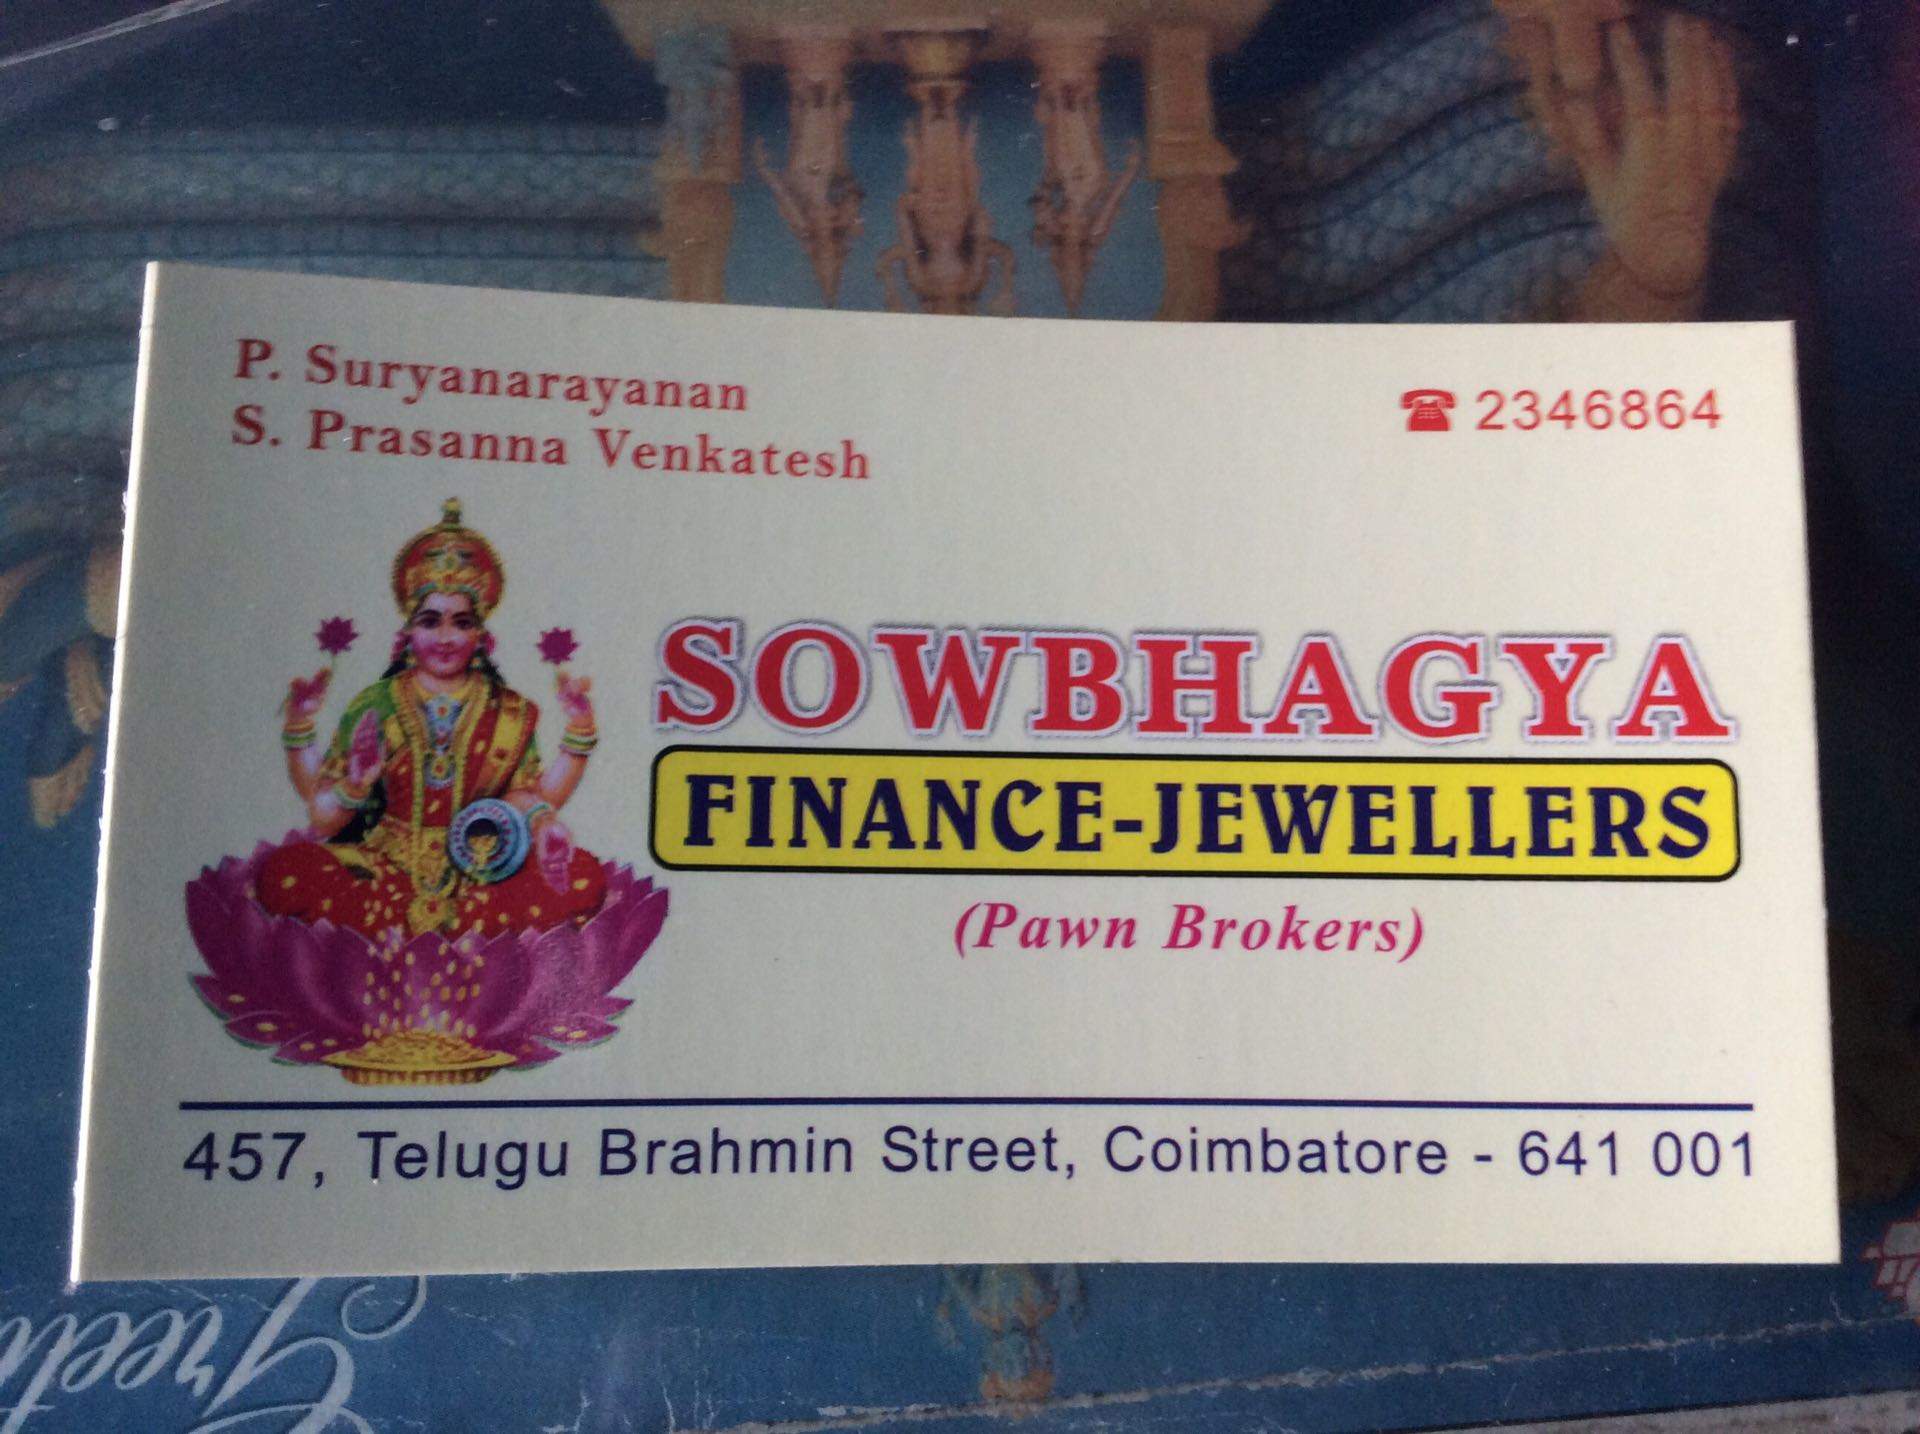 P. Suryanarayanan
S. Prasanna Venkatesh
☎ 2346864
SOWBHAGYA
FINANCE-JEWELLERS
(Pawn Brokers)
457, Telugu Brahmin Street, Coimbatore - 641 001